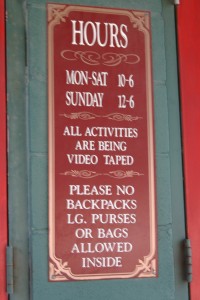 HOURS
MON-SAT 10-6
SUNDAY 12-6
ALL ACTIVITIES
ARE BEING
VIDEO TAPED
PLEASE NO
BACKPACKS
LG. PURSES
OR BAGS
ALLOWED
INSIDE